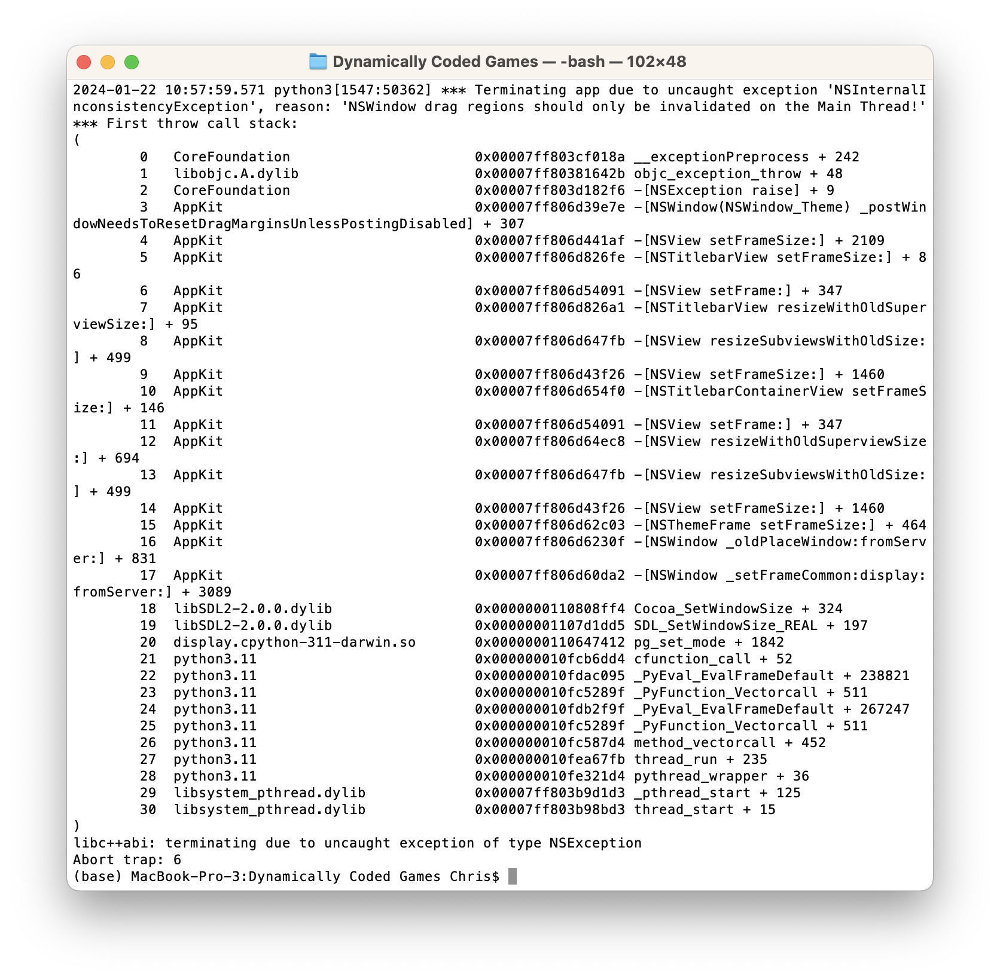 Dynamically Coded Games — -bash — 102×48
2024-01-22 10:57:59.571 python3[1547:50362] *** Terminating app due to uncaught exception 'NSInternalI
nconsistencyException', reason: 'NSWindow drag regions should only be invalidated on the Main Thread!'
*** First throw call stack:
(
0   CoreFoundation                      0x00007ff803cf018a __exceptionPreprocess + 242
1   libobjc.A.dylib                     0x00007ff80381642b objc_exception_throw + 48
2   CoreFoundation                      0x00007ff803d182f6 -[NSException raise] + 9
3   AppKit                              0x00007ff806d39e7e -[NSWindow(NSWindow_Theme) _postWin
dowNeedsToResetDragMarginsUnlessPostingDisabled] + 307
4   AppKit                              0x00007ff806d441af -[NSView setFrameSize:] + 2109
5   AppKit                              0x00007ff806d826fe -[NSTitlebarView setFrameSize:] + 8
6
6   AppKit                              0x00007ff806d54091 -[NSView setFrame:] + 347
7   AppKit                              0x00007ff806d826a1 -[NSTitlebarView resizeWithOldSuper
viewSize:] + 95
8   AppKit                              0x00007ff806d647fb -[NSView resizeSubviewsWithOldSize:
] + 499
9   AppKit                              0x00007ff806d43f26 -[NSView setFrameSize:] + 1460
10  AppKit                              0x00007ff806d654f0 -[NSTitlebarContainerView setFrameS
ize:] + 146
11  AppKit                              0x00007ff806d54091 -[NSView setFrame:] + 347
12  AppKit                              0x00007ff806d64ec8 -[NSView resizeWithOldSuperviewSize
:] + 694
13  AppKit                              0x00007ff806d647fb -[NSView resizeSubviewsWithOldSize:
] + 499
14  AppKit                              0x00007ff806d43f26 -[NSView setFrameSize:] + 1460
15  AppKit                              0x00007ff806d62c03 -[NSThemeFrame setFrameSize:] + 464
16  AppKit                              0x00007ff806d6230f -[NSWindow _oldPlaceWindow:fromServ
er:] + 831
17  AppKit                              0x00007ff806d60da2 -[NSWindow _setFrameCommon:display:
fromServer:] + 3089
18  libSDL2-2.0.0.dylib                 0x0000000110808ff4 Cocoa_SetWindowSize + 324
19  libSDL2-2.0.0.dylib                 0x00000001107d1dd5 SDL_SetWindowSize_REAL + 197
20  display.cpython-311-darwin.so       0x0000000110647412 pg_set_mode + 1842
21  python3.11                          0x000000010fcb6dd4 cfunction_call + 52
22  python3.11                          0x000000010fdac095 _PyEval_EvalFrameDefault + 238821
23  python3.11                          0x000000010fc5289f _PyFunction_Vectorcall + 511
24  python3.11                          0x000000010fdb2f9f _PyEval_EvalFrameDefault + 267247
25  python3.11                          0x000000010fc5289f _PyFunction_Vectorcall + 511
26  python3.11                          0x000000010fc587d4 method_vectorcall + 452
27  python3.11                          0x000000010fea67fb thread_run + 235
28  python3.11                          0x000000010fe321d4 pythread_wrapper + 36
29  libsystem_pthread.dylib             0x00007ff803b9d1d3 _pthread_start + 125
30  libsystem_pthread.dylib             0x00007ff803b98bd3 thread_start + 15
)
libc++abi: terminating due to uncaught exception of type NSException
Abort trap: 6
(base) MacBook-Pro-3:Dynamically Coded Games Chris$